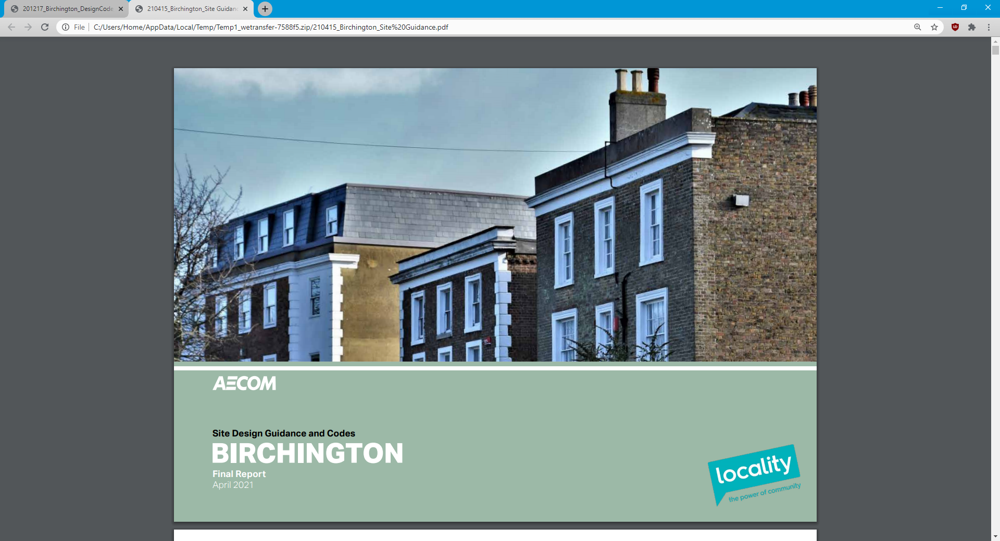 201217_Birchington_DesignCode
210415_Birchington_Site Guidanc
File
C:/Users/Home/AppData/Local/Temp/Temp1_wetransfer-7588f5.zip/210415_Birchington_Site%20Guidance.pdf
AECOM
Site Design Guidance and Codes
BIRCHINGTON
Final Report
April 2021
locality
the power of community